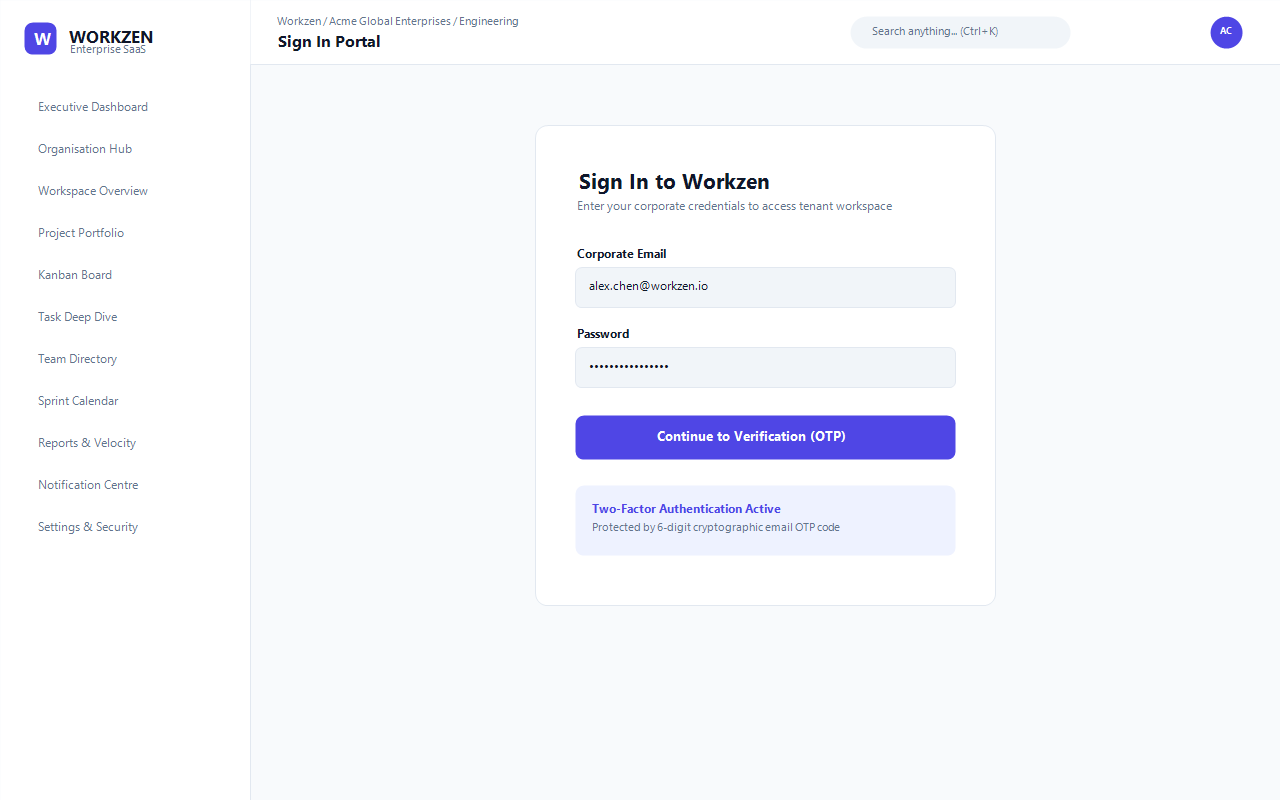 W
WORKZEN
Enterprise SaaS
Executive Dashboard
Organisation Hub
Workspace Overview
Project Portfolio
Kanban Board
Task Deep Dive
Team Directory
Sprint Calendar
Reports & Velocity
Notification Centre
Settings & Security
Workzen / Acme Global Enterprises / Engineering
Sign In Portal
Search anything... (Ctrl+K)
AC
Sign In to Workzen
Enter your corporate credentials to access tenant workspace
Corporate Email
alex.chen@workzen.io
Password
••••••••••••••••
Continue to Verification (OTP)
Two-Factor Authentication Active
Protected by 6-digit cryptographic email OTP code